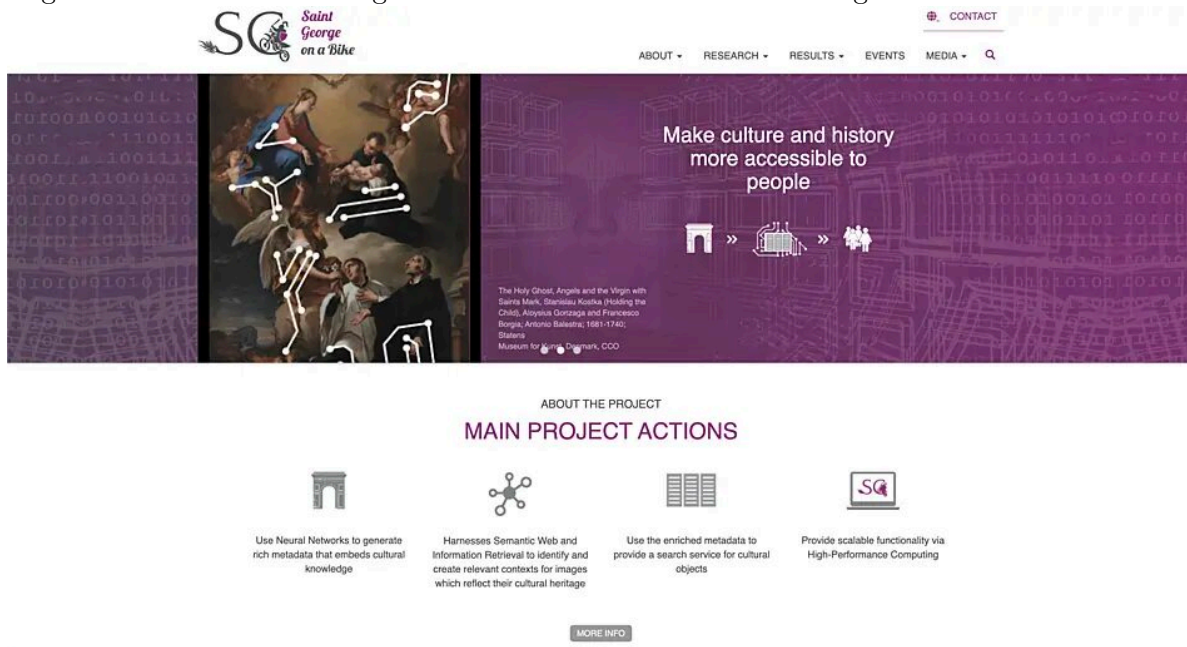 SG
Saint
George
on a Bike
CONTACT
ABOUT
RESEARCH
RESULTS
EVENTS
MEDIA
Make culture and history
more accessible to
people
The Holy Ghost, Angels and the Virgin with
Saints Mark, Stanislau Kostka (Holding the
Child), Aloysius Gonzaga and Francesco
Borgia; Antonio Balestra; 1681-1740;
Statens
Museum for Kunst, Denmark, CCO
ABOUT THE PROJECT
MAIN PROJECT ACTIONS
SG
Use Neural Networks to generate
rich metadata that embeds cultural
knowledge
Harnesses Semantic Web and
Information Retrieval to identify and
create relevant contexts for images
which reflect their cultural heritage
Use the enriched metadata to
provide a search service for cultural
objects
Provide scalable functionality via
High-Performance Computing
MORE INFO